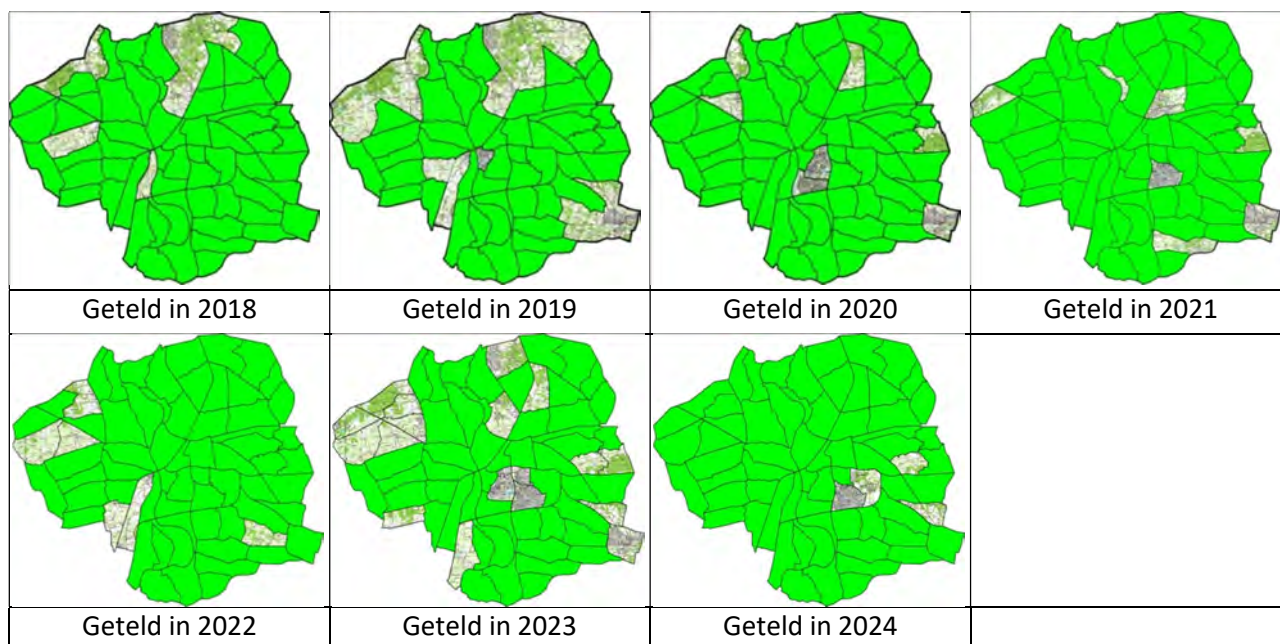 Geteld in 2018
Geteld in 2019
Geteld in 2020
Geteld in 2021
Geteld in 2022
Geteld in 2023
Geteld in 2024